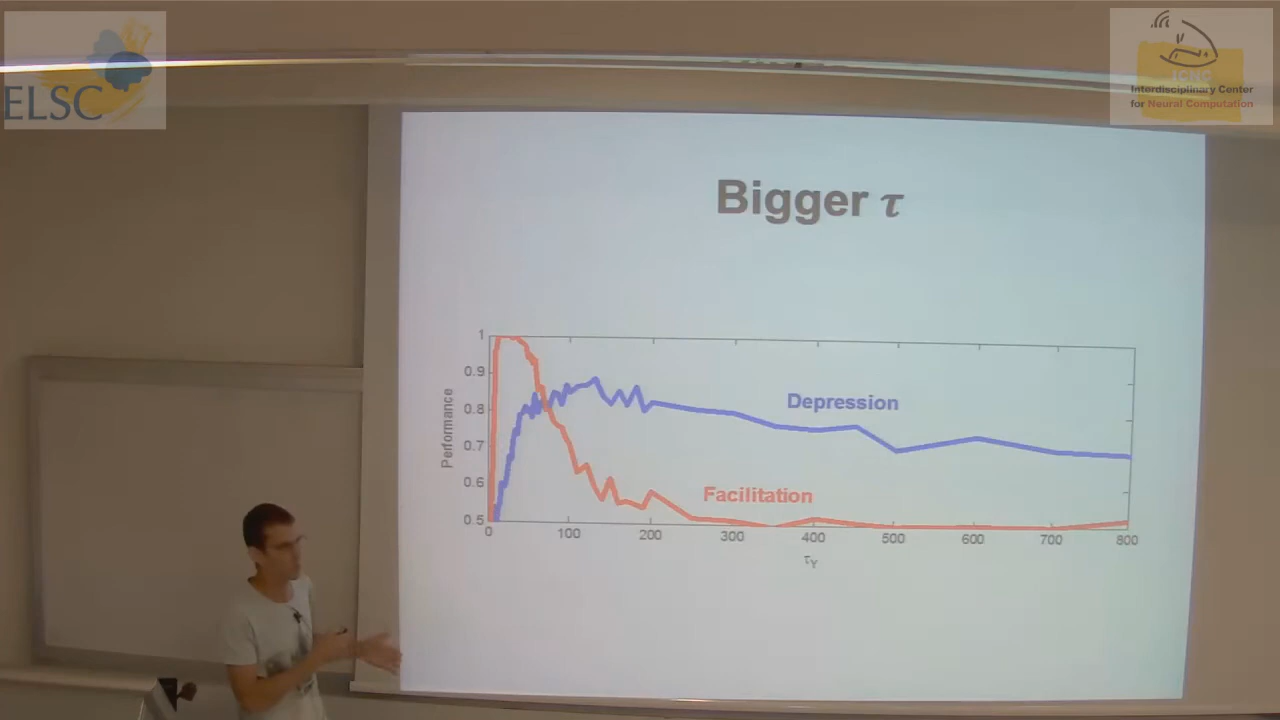 ELSC
ICNC
Interdisciplinary Center
for Neural Computation
Bigger τ
1
0.9
0.8
0.7
0.6
0.5
Performance
Depression
Facilitation
0
100
200
300
400
500
600
700
800
τY